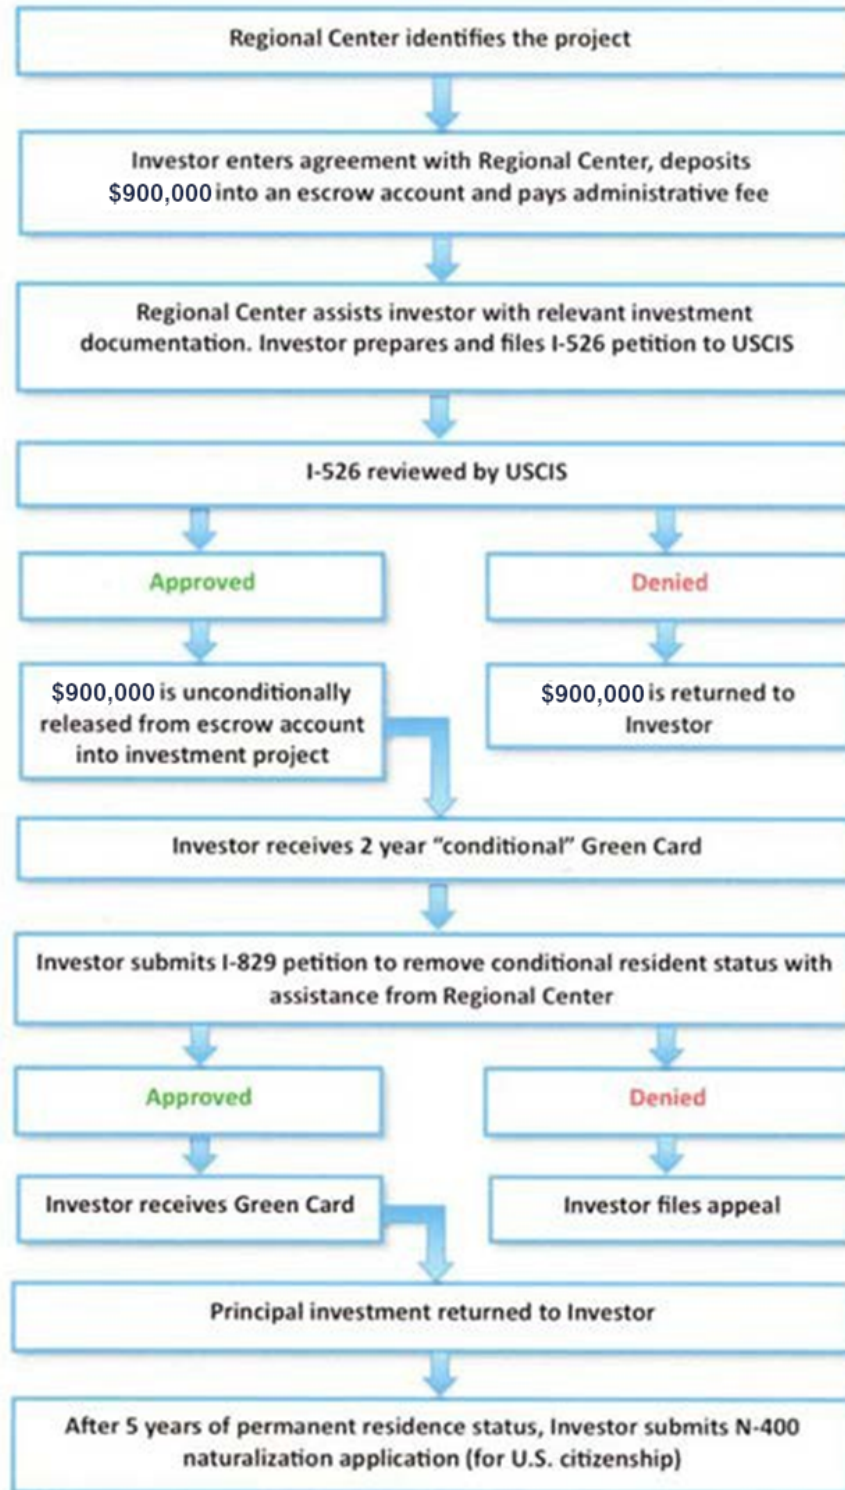 Regional Center identifies the project
Investor enters agreement with Regional Center, deposits
$900,000 into an escrow account and pays administrative fee
Regional Center assists investor with relevant investment
documentation. Investor prepares and files I-526 petition to USCIS
I-526 reviewed by USCIS
Approved
Denied
$900,000 is unconditionally
released from escrow account
into investment project
$900,000 is returned to
Investor
Investor receives 2 year “conditional” Green Card
Investor submits I-829 petition to remove conditional resident status with
assistance from Regional Center
Approved
Denied
Investor receives Green Card
Investor files appeal
Principal investment returned to Investor
After 5 years of permanent residence status, Investor submits N-400
naturalization application (for U.S. citizenship)